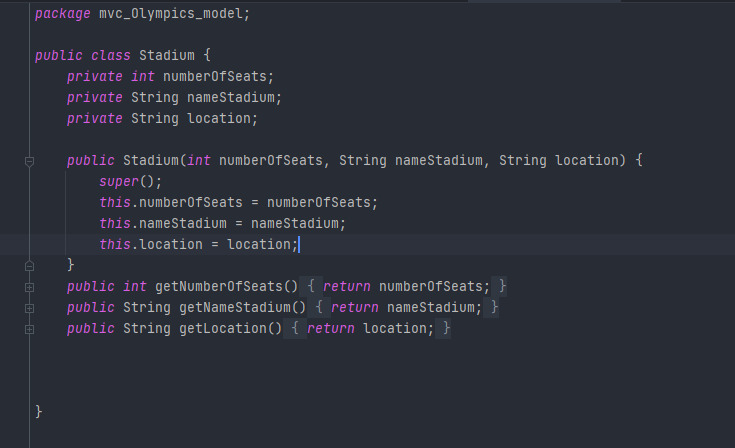 package mvc_Olympics_model;
public class Stadium {
private int numberOfSeats;
private String nameStadium;
private String location;
public Stadium(int numberOfSeats, String nameStadium, String location) {
super();
this.numberOfSeats = numberOfSeats;
this.nameStadium = nameStadium;
this.location = location;
}
public int getNumberOfSeats() { return numberOfSeats; }
public String getNameStadium() { return nameStadium; }
public String getLocation() { return location; }
}